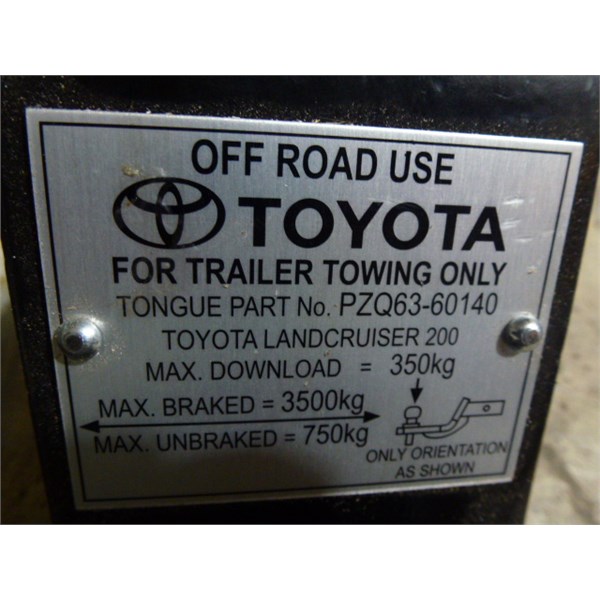 OFF ROAD USE
TOYOTA
FOR TRAILER TOWING ONLY
TONGUE PART No. PZQ63-60140
TOYOTA LANDCRUISER 200
MAX. DOWNLOAD = 350kg
MAX. BRAKED = 3500kg
MAX. UNBRAKED = 750kg
ONLY ORIENTATION
AS SHOWN